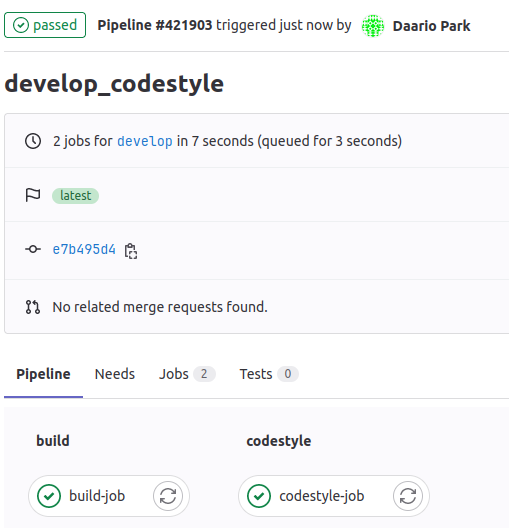 passed Pipeline #421903 triggered just now by Daario Park
develop_codestyle
2 jobs for develop in 7 seconds (queued for 3 seconds)
latest
e7b495d4
No related merge requests found.
Pipeline Needs Jobs 2 Tests 0
build codestyle
build-job codestyle-job